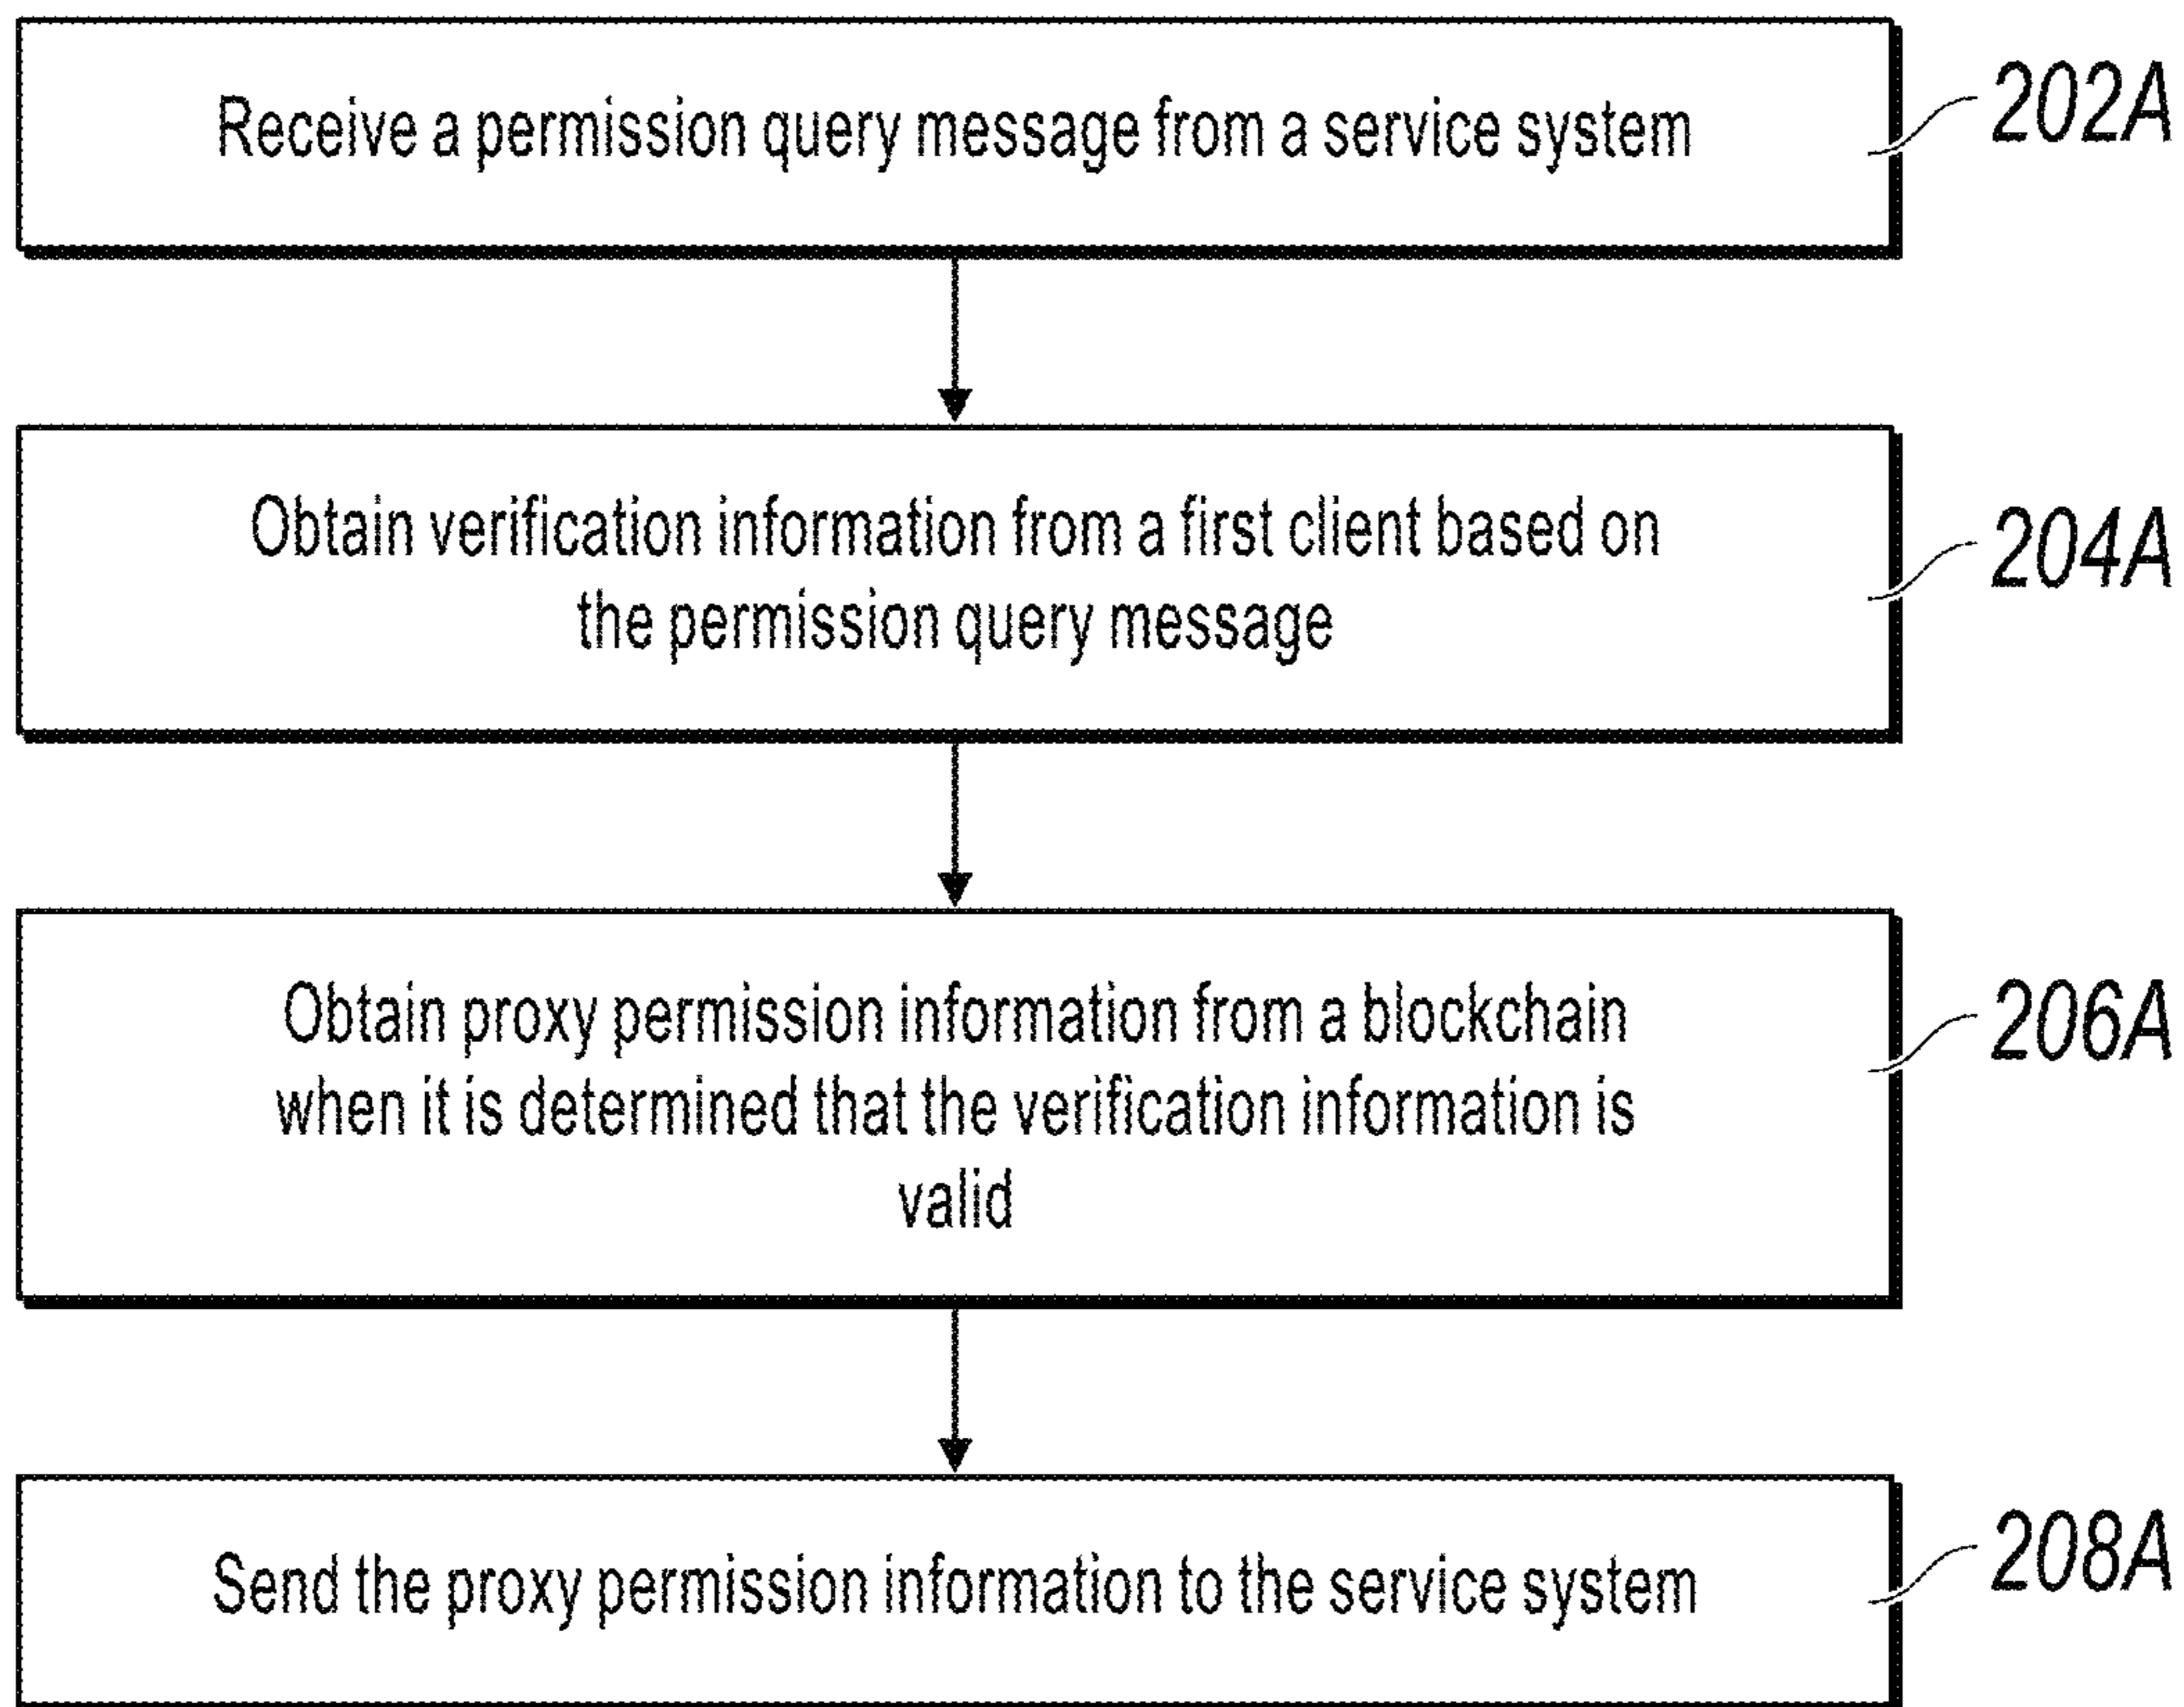 Receive a permission query message from a service system
202A
Obtain verification information from a first client based on
the permission query message
204A
Obtain proxy permission information from a blockchain
when it is determined that the verification information is
valid
206A
Send the proxy permission information to the service system
208A